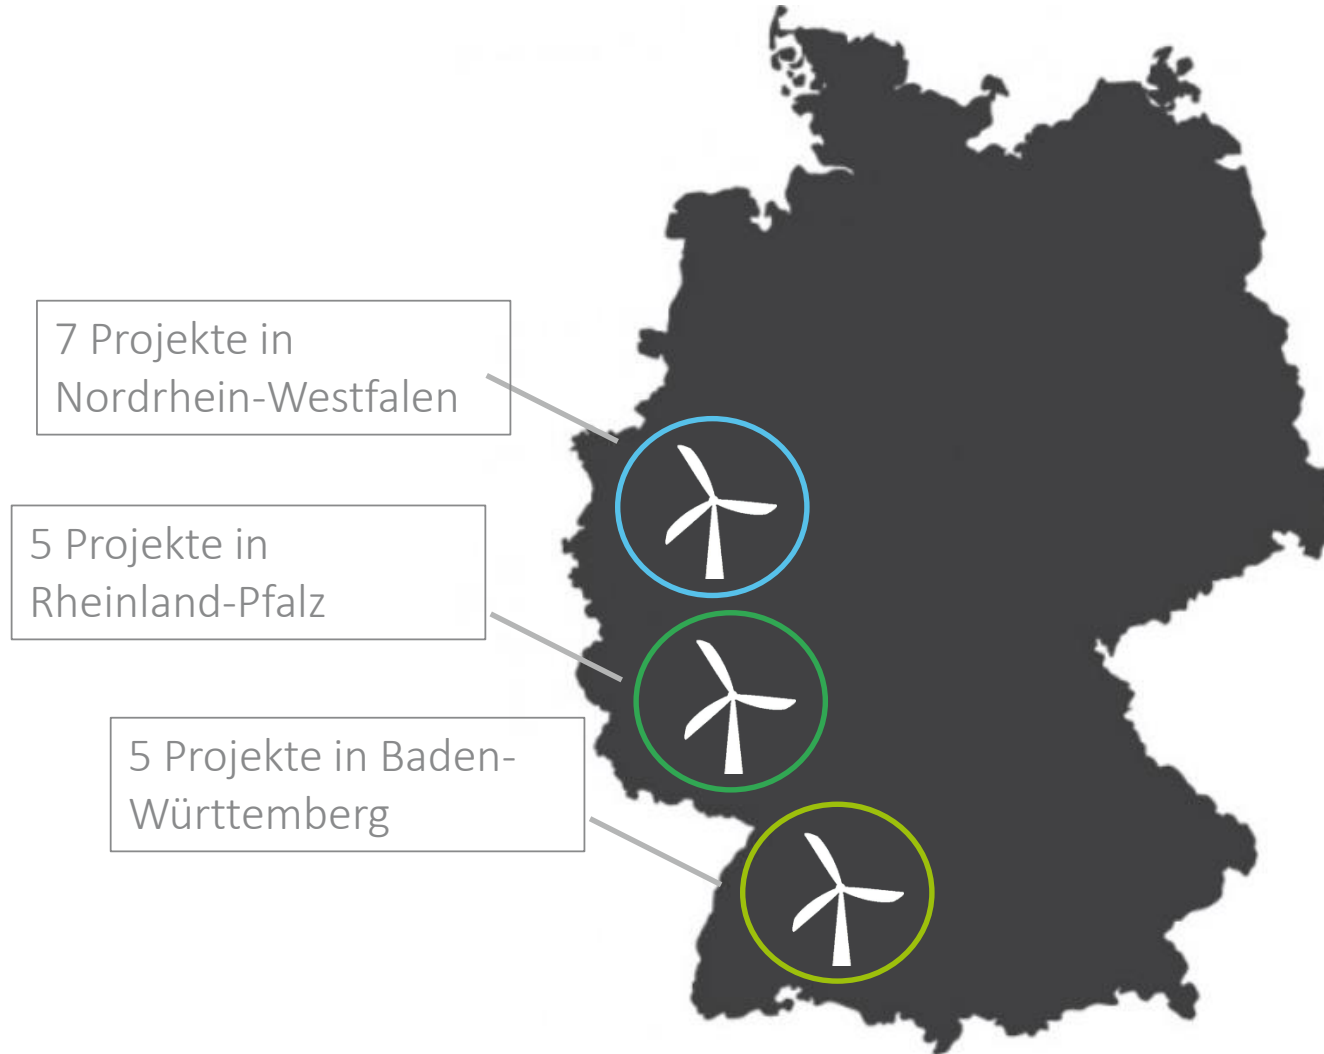 7 Projekte in
Nordrhein-Westfalen
5 Projekte in
Rheinland-Pfalz
5 Projekte in Baden-
Württemberg